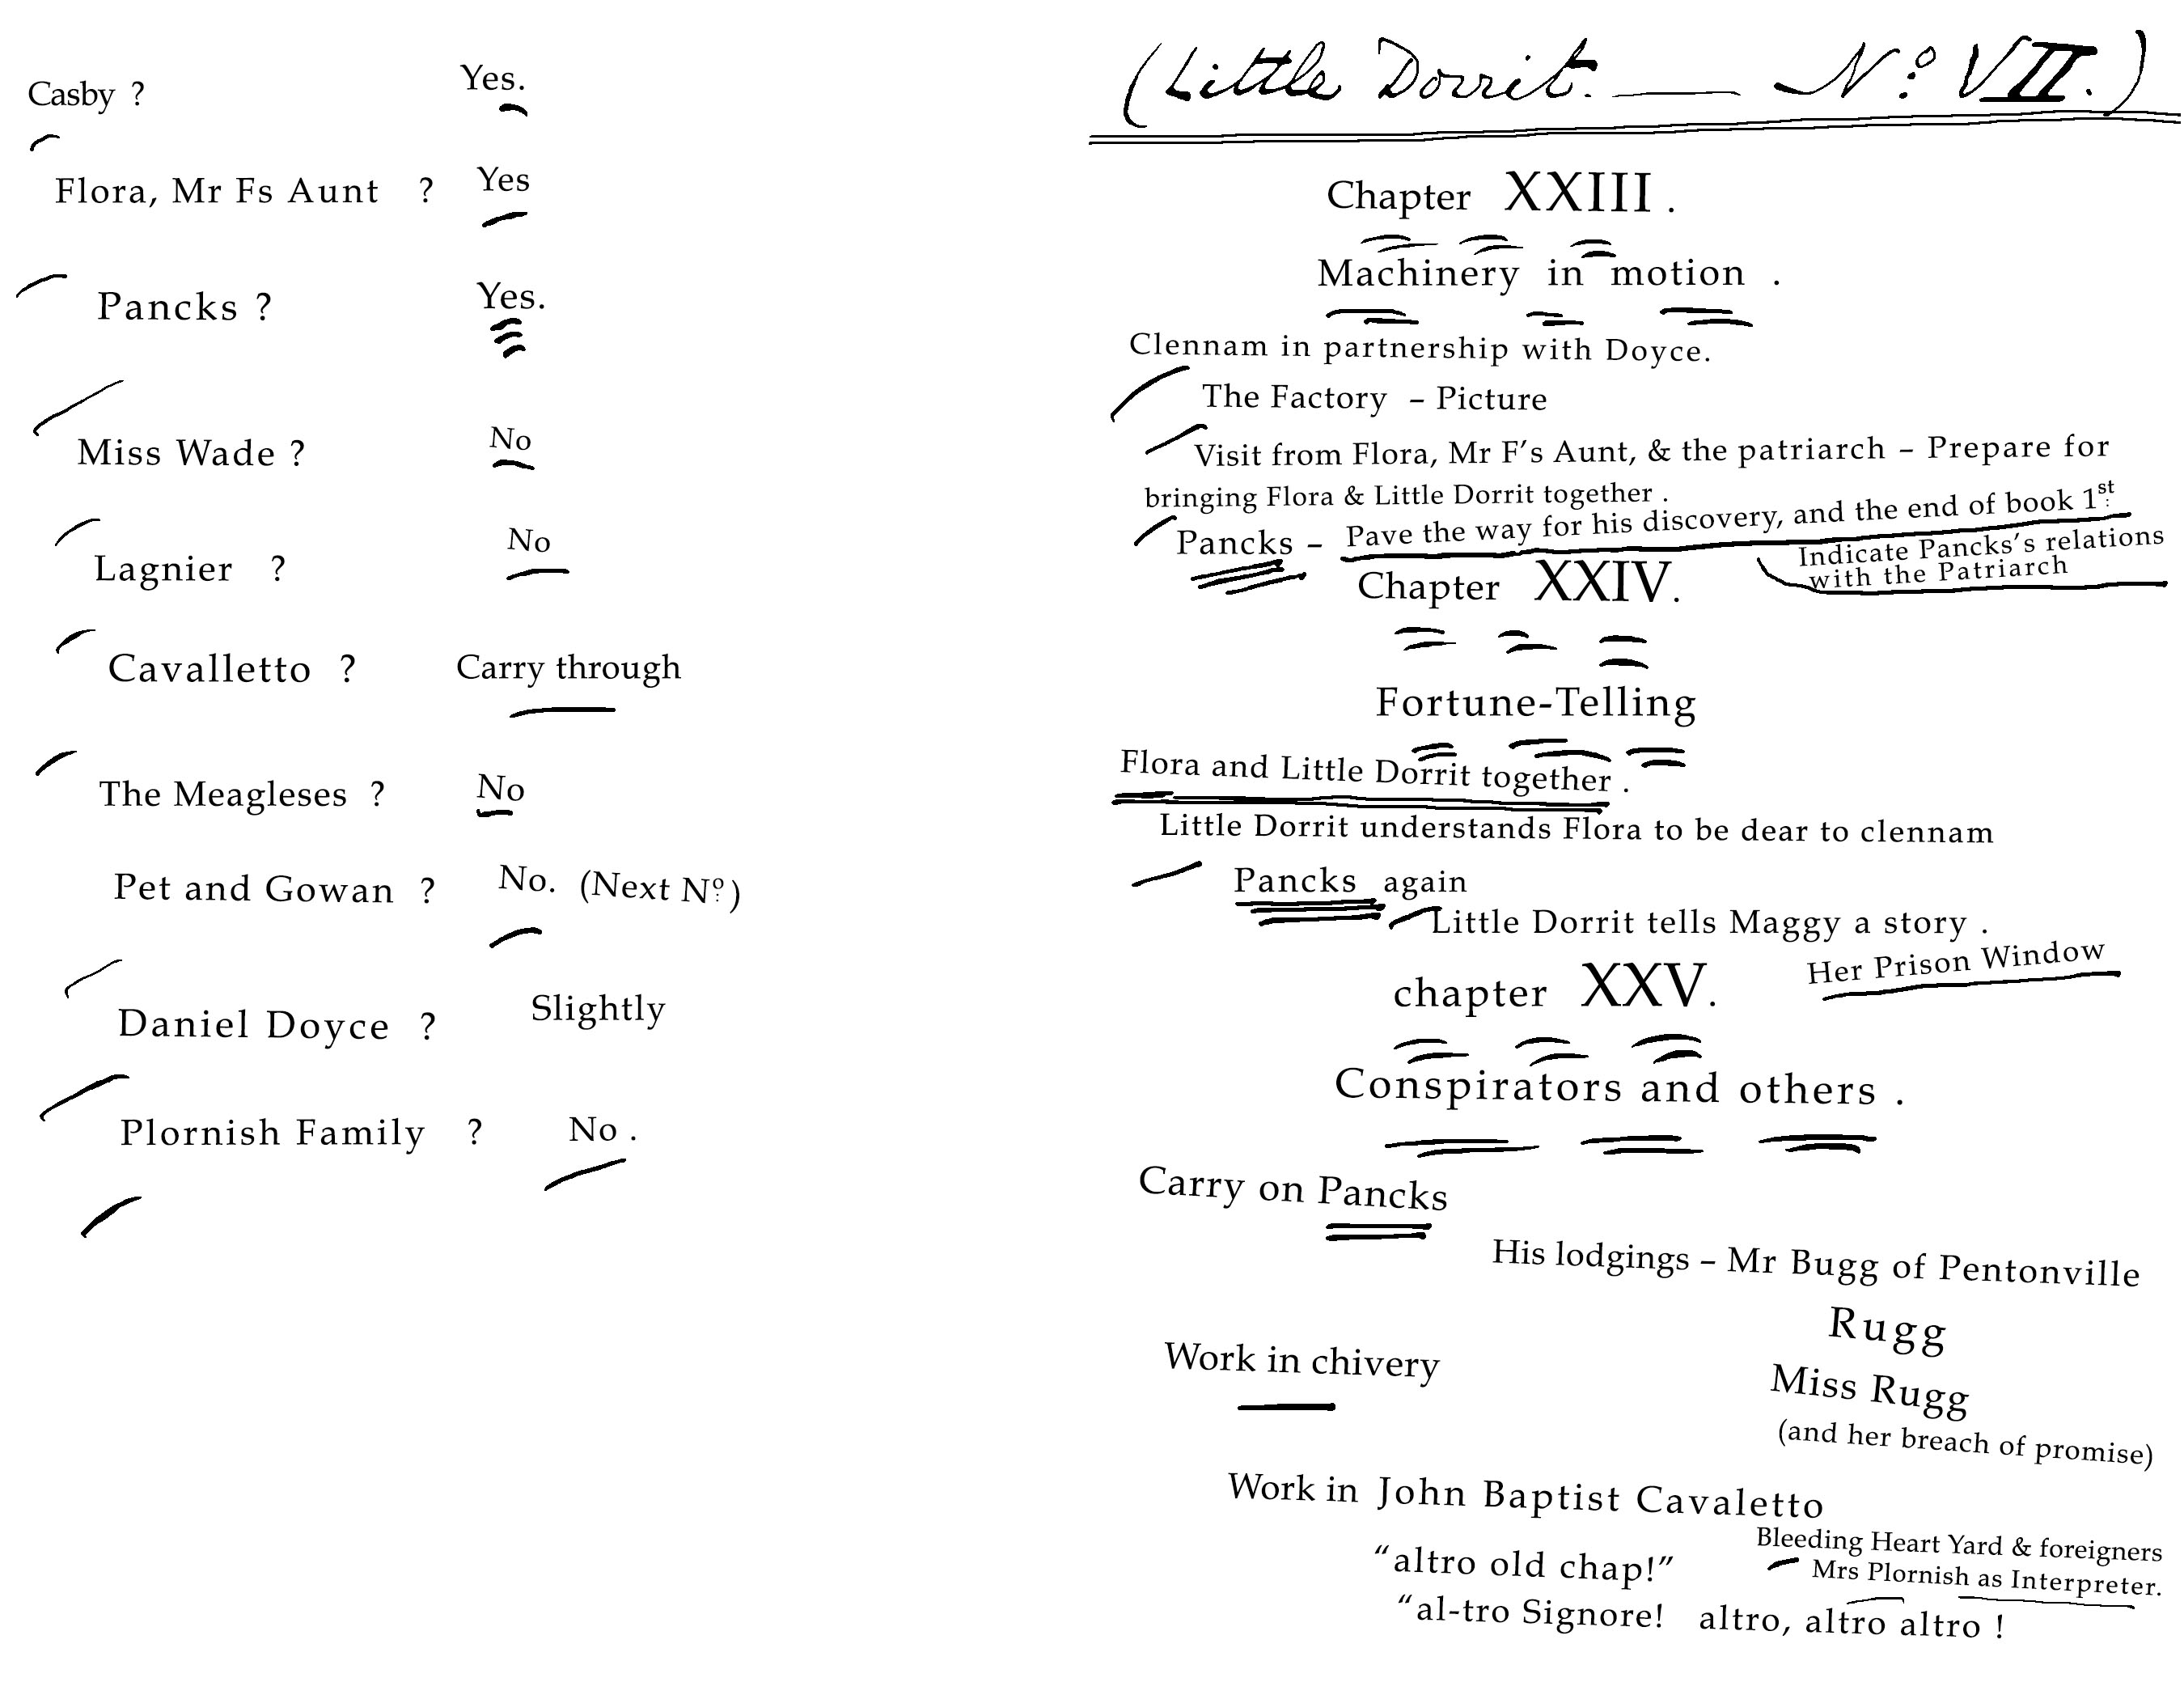 Casby ? Yes.
Flora, Mr Fs Aunt ? Yes
Pancks ? Yes.
Miss Wade ? No
Lagnier ? No
Cavalletto ? Carry through
The Meagleses ? No
Pet and Gowan ? No. (Next Nº)
Daniel Doyce ? Slightly
Plornish Family ? No .
(Little Dorrit. — Nº VII.)
Chapter XXIII .
Machinery in motion .
Clennam in partnership with Doyce.
The Factory – Picture
Visit from Flora, Mr F’s Aunt, & the patriarch – Prepare for
bringing Flora & Little Dorrit together .
Pancks – Pave the way for his discovery, and the end of book 1st
Indicate Pancks’s relations
with the Patriarch
Chapter XXIV.
Fortune-Telling
Flora and Little Dorrit together .
Little Dorrit understands Flora to be dear to clennam
Pancks again
Little Dorrit tells Maggy a story .
Her Prison Window
chapter XXV.
Conspirators and others .
Carry on Pancks
His lodgings – Mr Bugg of Pentonville
Rugg
Work in chivery
Miss Rugg
(and her breach of promise)
Work in John Baptist Cavaletto
Bleeding Heart Yard & foreigners
“altro old chap!”
Mrs Plornish as Interpreter.
“al-tro Signore! altro, altro altro !